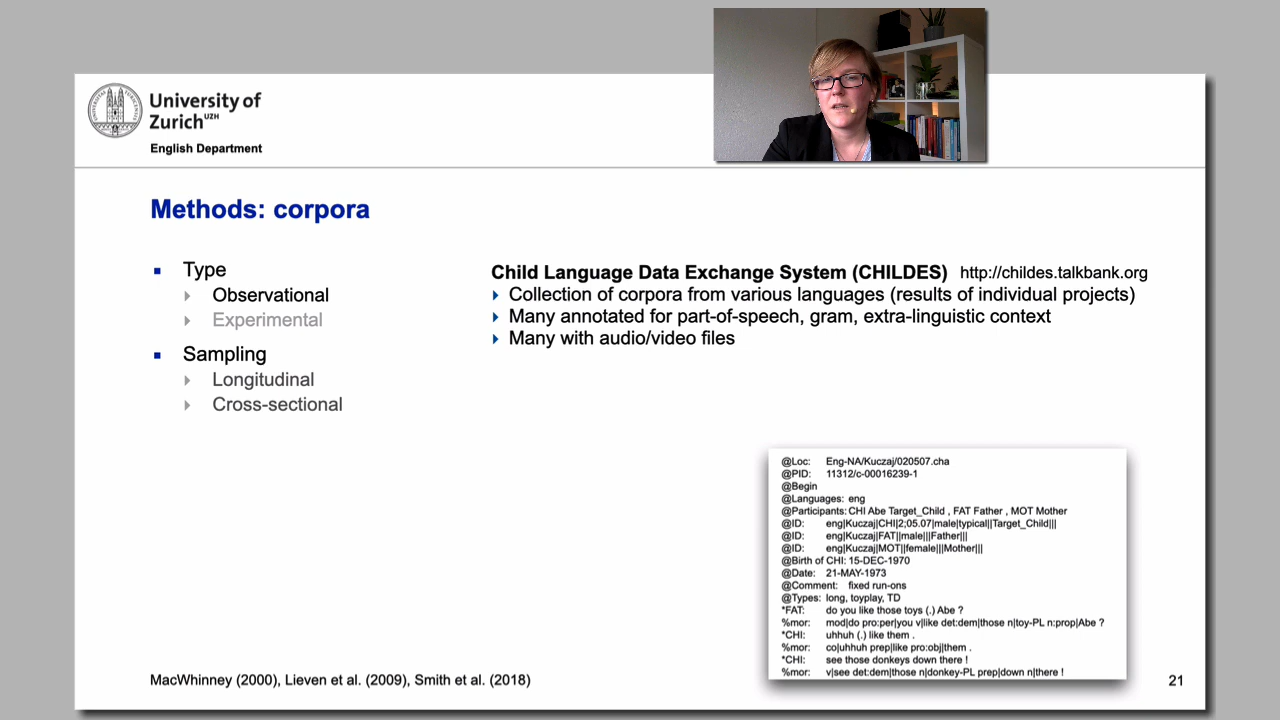 University of
Zurich UZH
English Department
Methods: corpora
Type
Observational
Experimental
Sampling
Longitudinal
Cross-sectional
Child Language Data Exchange System (CHILDES) http://childes.talkbank.org
Collection of corpora from various languages (results of individual projects)
Many annotated for part-of-speech, gram, extra-linguistic context
Many with audio/video files
@Loc: Eng-NA/Kuczaj/020507.cha
@PID: 11312/c-00016239-1
@Begin
@Languages: eng
@Participants: CHI Abe Target_Child , FAT Father , MOT Mother
@ID: eng|Kuczaj|CHI|2;05.07|male|typical||Target_Child|||
@ID: eng|Kuczaj|FAT||male|||Father|||
@ID: eng|Kuczaj|MOT||female|||Mother|||
@Birth of CHI: 15-DEC-1970
@Date: 21-MAY-1973
@Comment: fixed run-ons
@Types: long, toyplay, TD
*FAT: do you like those toys (.) Abe ?
%mor: mod|do pro:per|you v|like det:dem|those n|toy-PL n:prop|Abe ?
*CHI: uhhuh (.) like them .
%mor: co|uhhuh prep|like pro:obj|them .
*CHI: see those donkeys down there !
%mor: v|see det:dem|those n|donkey-PL prep|down n|there !
MacWhinney (2000), Lieven et al. (2009), Smith et al. (2018)
21